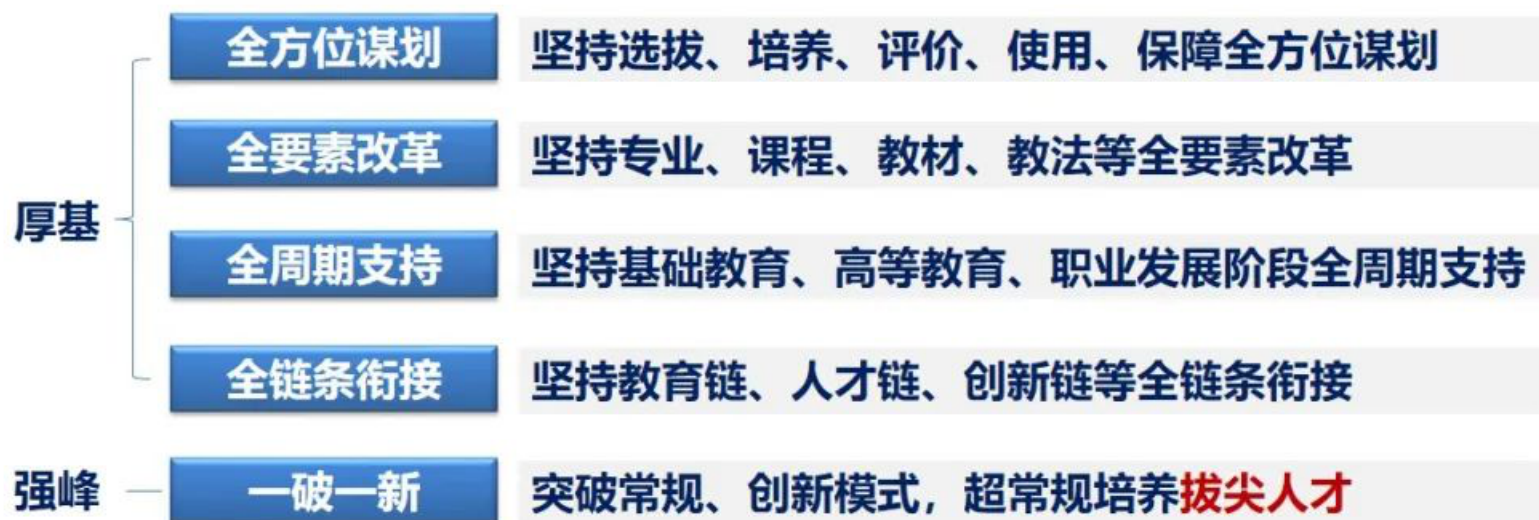 全方位谋划 坚持选拔、培养、评价、使用、保障全方位谋划
全要素改革 坚持专业、课程、教材、教法等全要素改革
厚基
全周期支持 坚持基础教育、高等教育、职业发展阶段全周期支持
全链条衔接 坚持教育链、人才链、创新链等全链条衔接
强峰 一破一新 突破常规、创新模式，超常规培养拔尖人才